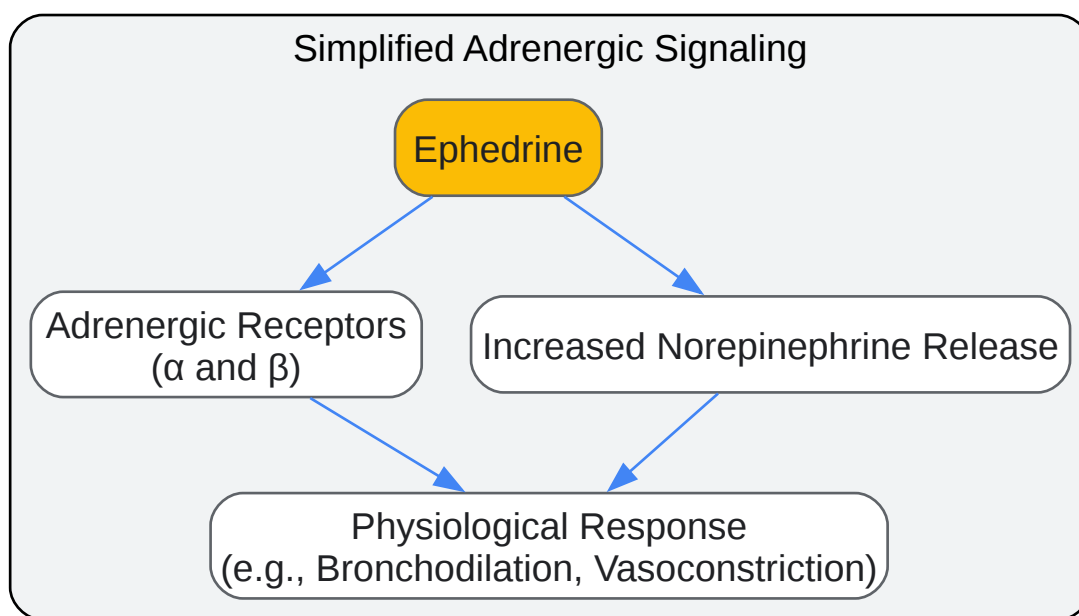 Simplified Adrenergic Signaling
Ephedrine
Adrenergic Receptors
(α and β)
Increased Norepinephrine Release
Physiological Response
(e.g., Bronchodilation, Vasoconstriction)